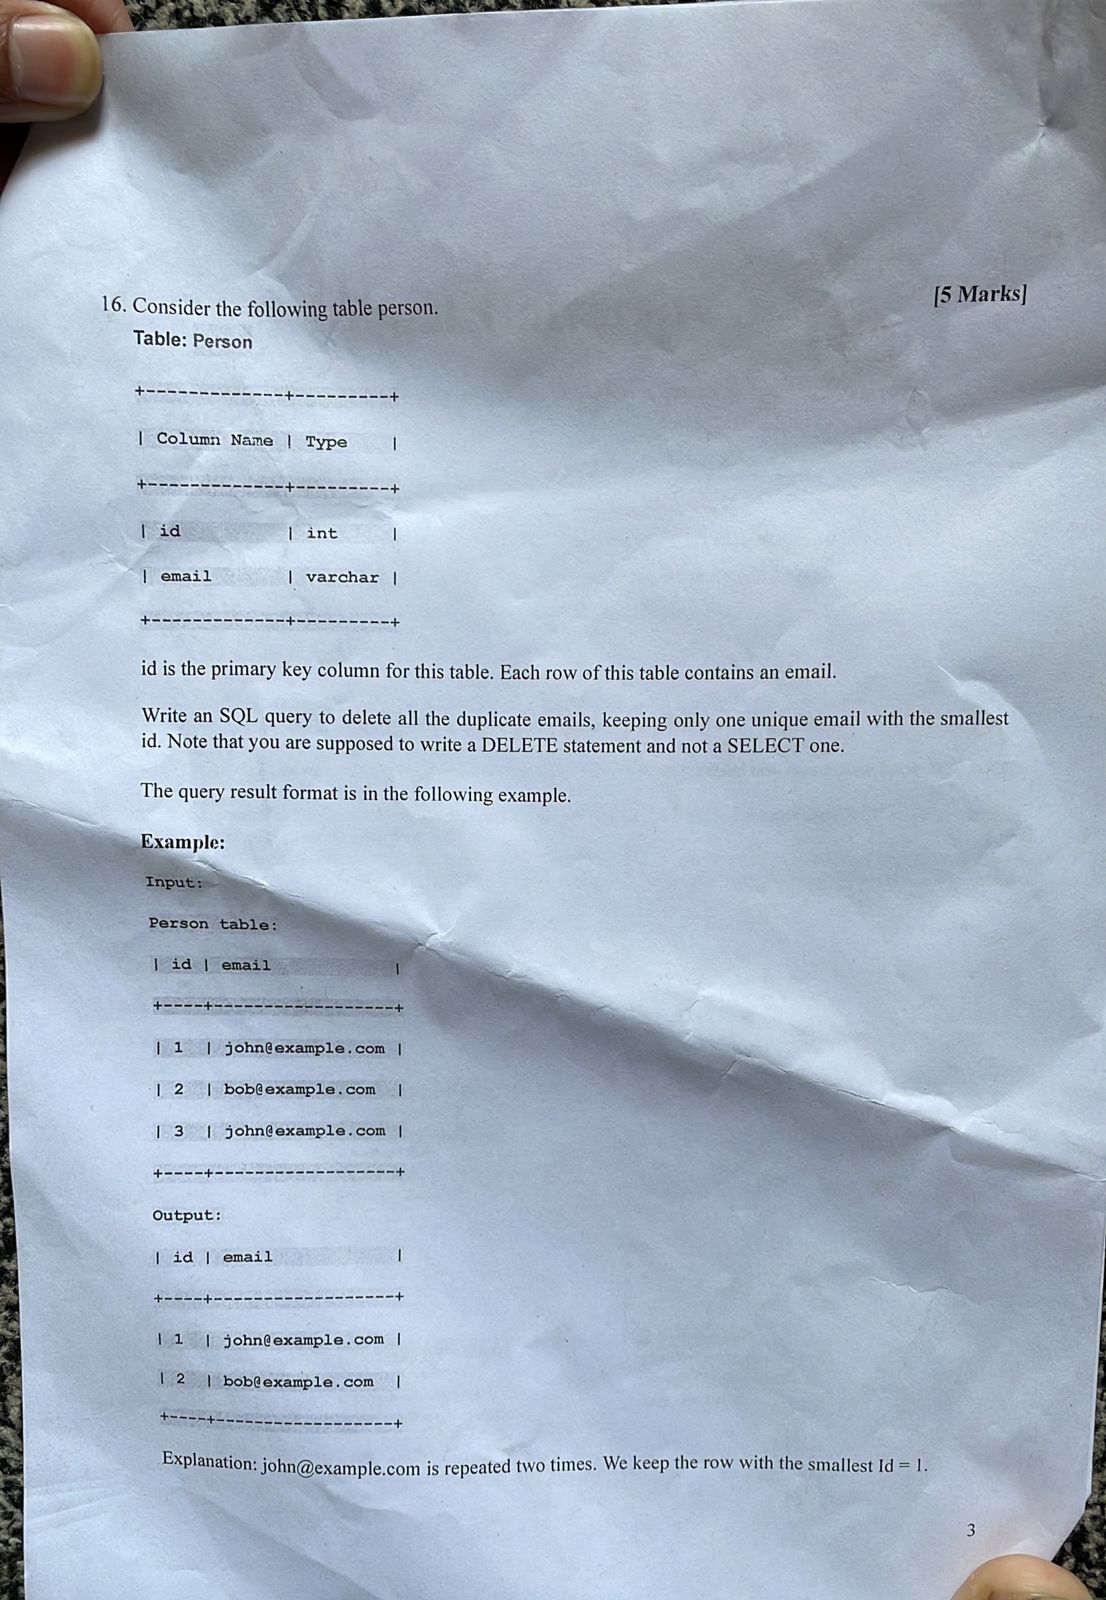 [5 Marks]
16. Consider the following table person.
Table: Person
+-------------+---------+
| Column Name | Type    |
+-------------+---------+
| id          | int     |
| email       | varchar |
+-------------+---------+
id is the primary key column for this table. Each row of this table contains an email.
Write an SQL query to delete all the duplicate emails, keeping only one unique email with the smallest
id. Note that you are supposed to write a DELETE statement and not a SELECT one.
The query result format is in the following example.
Example:
Input:
Person table:
| id | email            |
+----+------------------+
| 1  | john@example.com |
| 2  | bob@example.com  |
| 3  | john@example.com |
+----+------------------+
Output:
| id | email            |
+----+------------------+
| 1  | john@example.com |
| 2  | bob@example.com  |
+----+------------------+
Explanation: john@example.com is repeated two times. We keep the row with the smallest Id = 1.
3